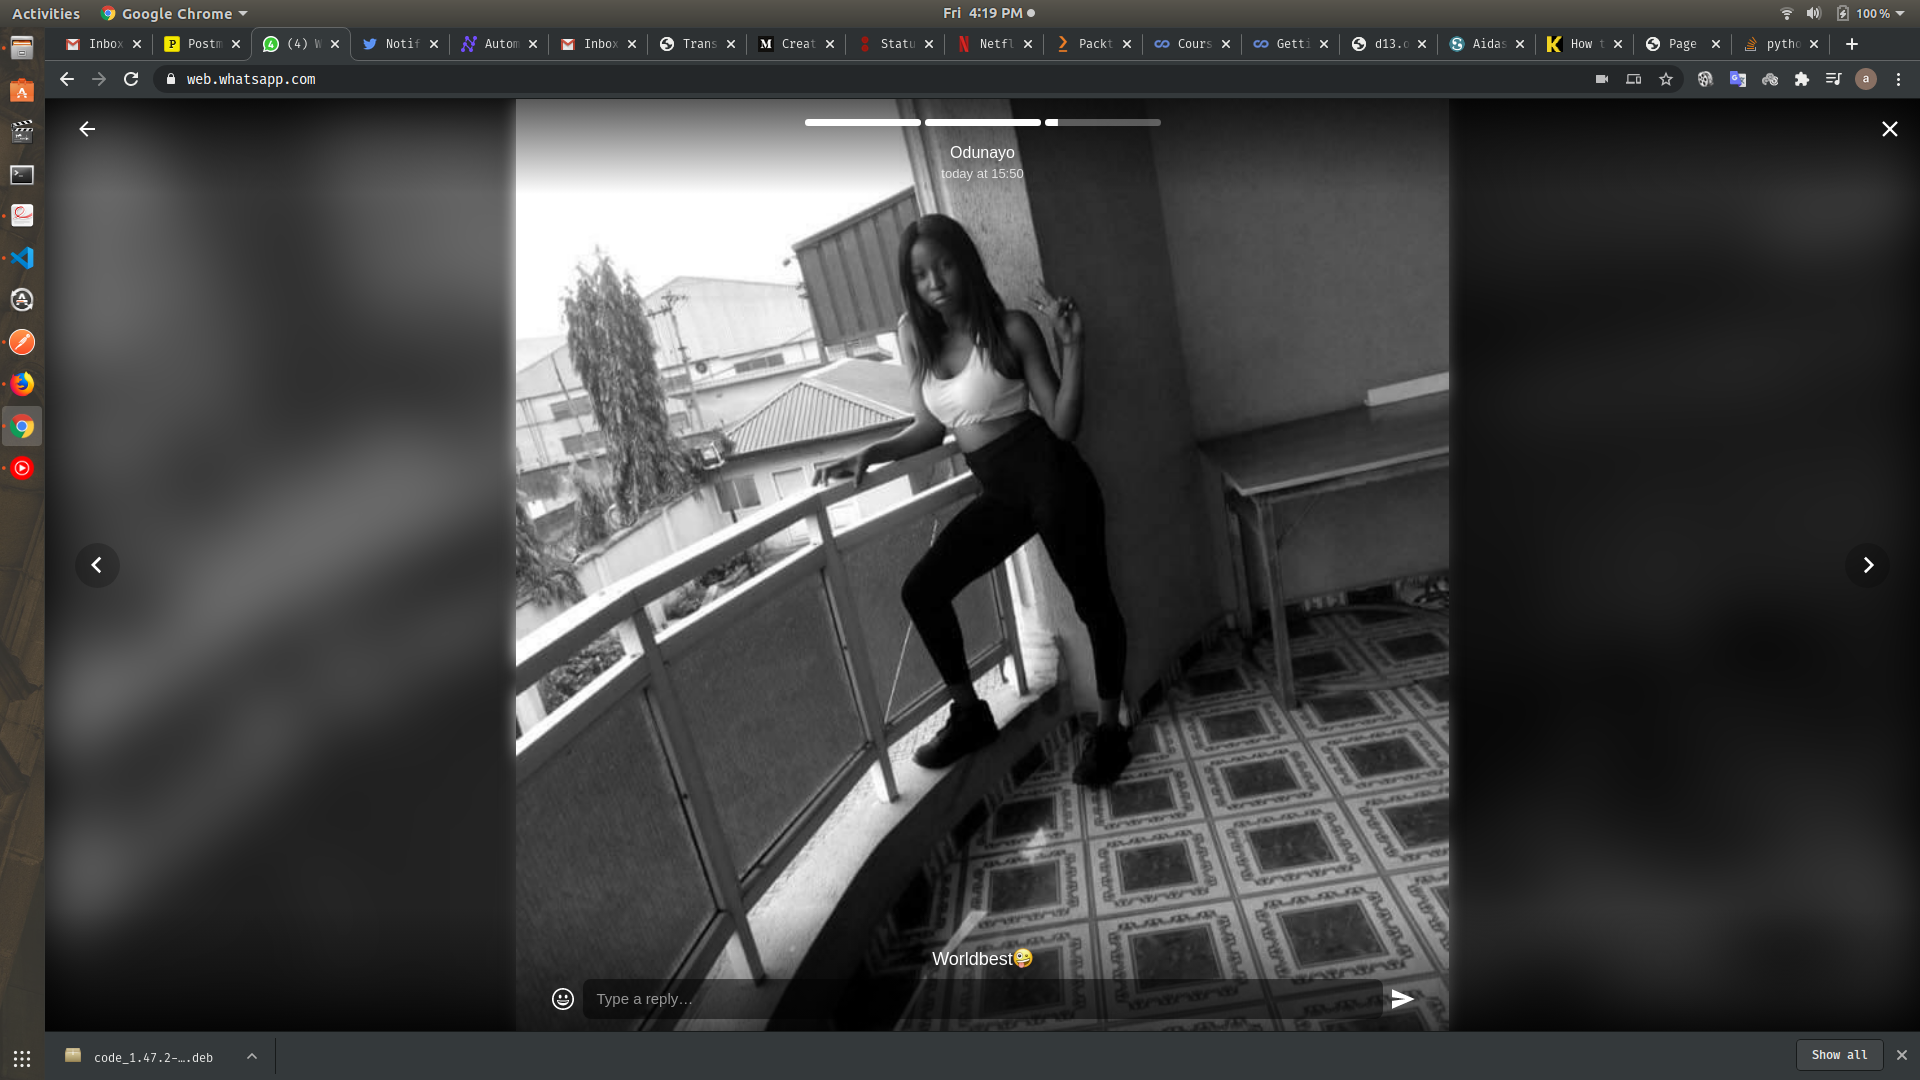 Activities
Google Chrome
Fri 4:19 PM
100 %
Inbox
Postm
(4) W
Notif
Autom
Inbox
Trans
Creat
Statu
Netfl
Packt
Cours
Getti
d13.o
Aidas
How t
Page
pytho
web.whatsapp.com
a
Odunayo
today at 15:50
Worldbest🤪
Type a reply...
code_1.47.2-....deb
Show all